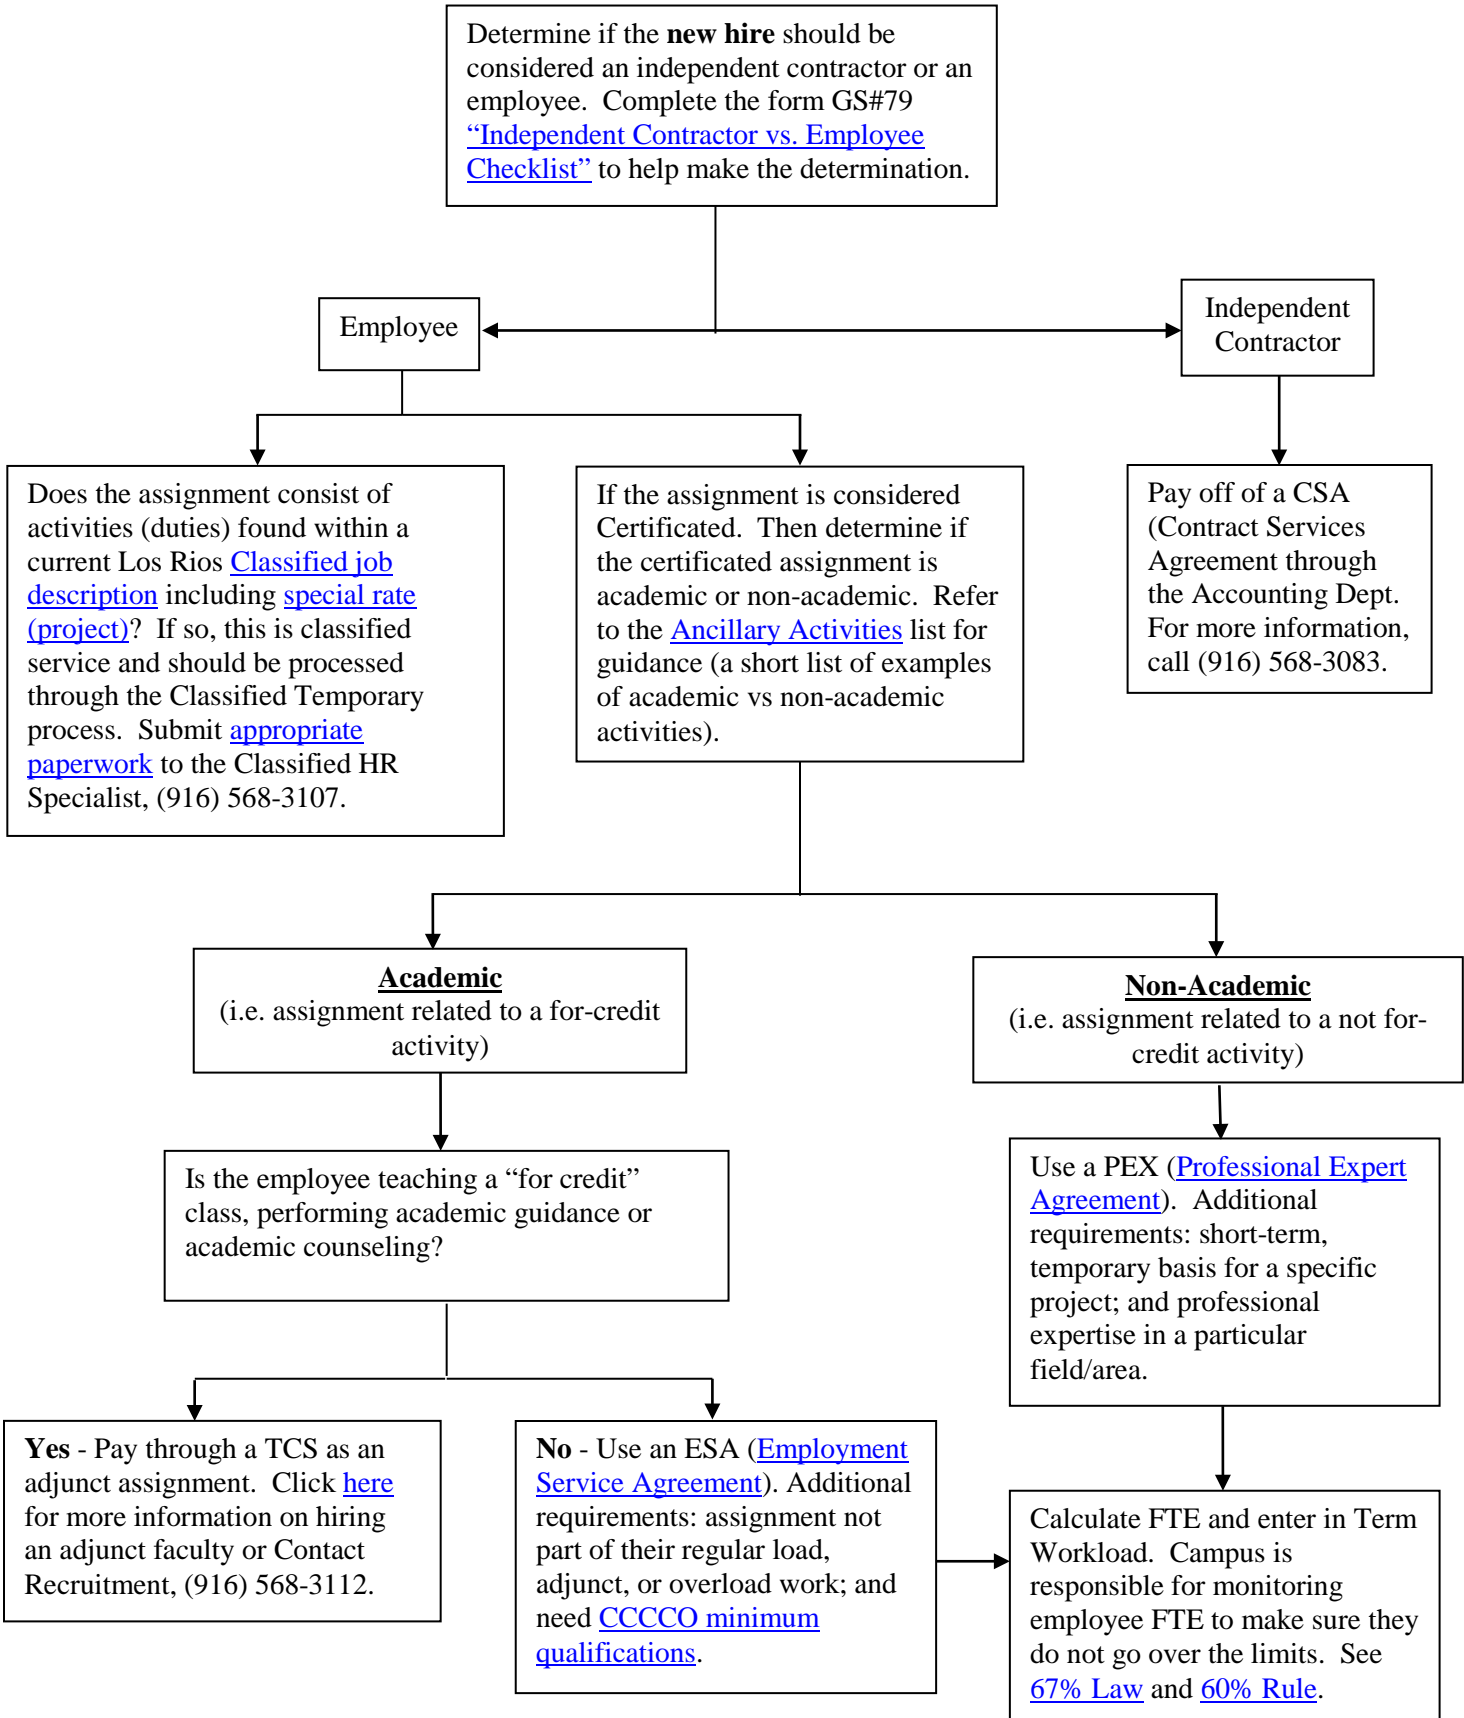 Determine if the new hire should be
considered an independent contractor or an
employee.  Complete the form GS#79
“Independent Contractor vs. Employee
Checklist” to help make the determination.
Employee
Independent
Contractor
Does the assignment consist of
activities (duties) found within a
current Los Rios Classified job
description including special rate
(project)?  If so, this is classified
service and should be processed
through the Classified Temporary
process.  Submit appropriate
paperwork to the Classified HR
Specialist, (916) 568-3107.
If the assignment is considered
Certificated.  Then determine if
the certificated assignment is
academic or non-academic.  Refer
to the Ancillary Activities list for
guidance (a short list of examples
of academic vs non-academic
activities).
Pay off of a CSA
(Contract Services
Agreement through
the Accounting Dept.
For more information,
call (916) 568-3083.
Academic
(i.e. assignment related to a for-credit
activity)
Non-Academic
(i.e. assignment related to a not for-
credit activity)
Is the employee teaching a “for credit”
class, performing academic guidance or
academic counseling?
Use a PEX (Professional Expert
Agreement).  Additional
requirements: short-term,
temporary basis for a specific
project; and professional
expertise in a particular
field/area.
Yes - Pay through a TCS as an
adjunct assignment.  Click here
for more information on hiring
an adjunct faculty or Contact
Recruitment, (916) 568-3112.
No - Use an ESA (Employment
Service Agreement). Additional
requirements: assignment not
part of their regular load,
adjunct, or overload work; and
need CCCCO minimum
qualifications.
Calculate FTE and enter in Term
Workload.  Campus is
responsible for monitoring
employee FTE to make sure they
do not go over the limits.  See
67% Law and 60% Rule.